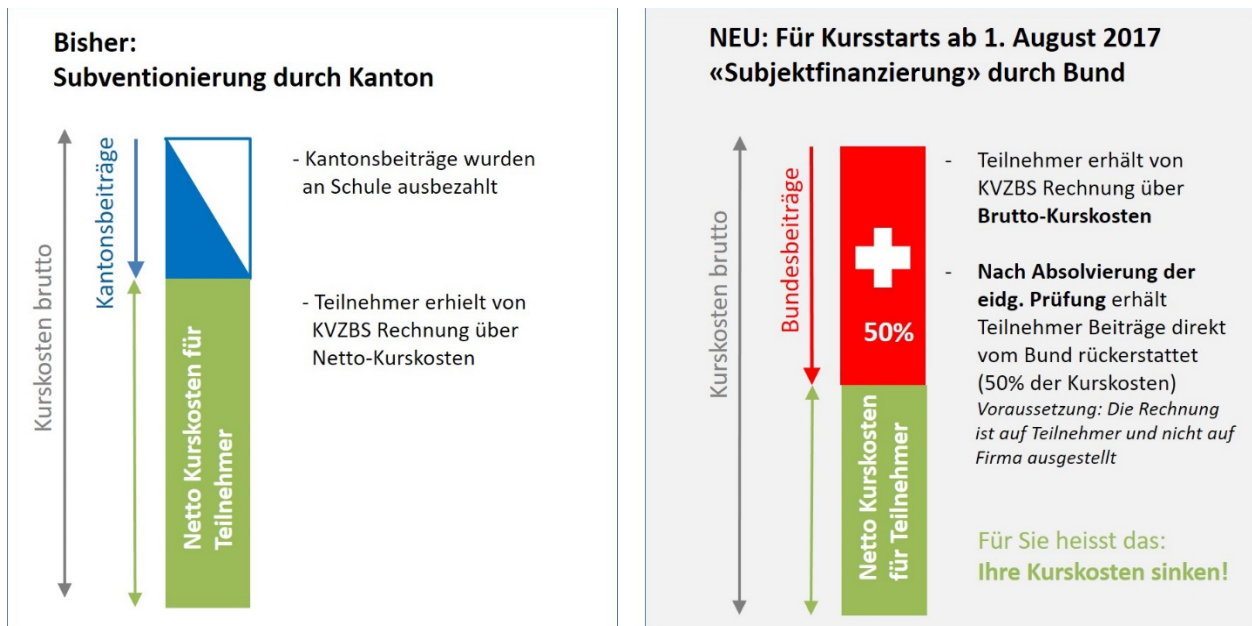 Bisher:
Subventionierung durch Kanton
Kurskosten brutto
Kantonsbeiträge
- Kantonsbeiträge wurden
an Schule ausbezahlt
- Teilnehmer erhielt von
KVZBS Rechnung über
Netto-Kurskosten
Netto Kurskosten für
Teilnehmer
NEU: Für Kursstarts ab 1. August 2017
«Subjektfinanzierung» durch Bund
Kurskosten brutto
Bundesbeiträge
50%
Netto Kurskosten
für Teilnehmer
- Teilnehmer erhält von
KVZBS Rechnung über
Brutto-Kurskosten
- Nach Absolvierung der
eidg. Prüfung erhält
Teilnehmer Beiträge direkt
vom Bund rückerstattet
(50% der Kurskosten)
Voraussetzung: Die Rechnung
ist auf Teilnehmer und nicht auf
Firma ausgestellt
Für Sie heisst das:
Ihre Kurskosten sinken!